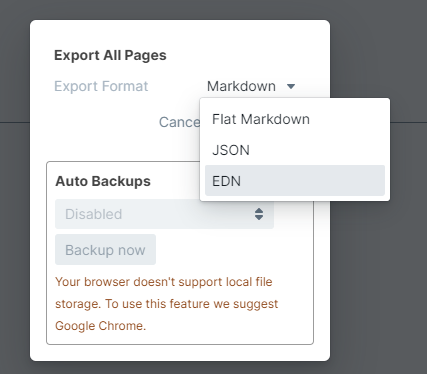 Export All Pages
Export Format Markdown
Cance
Flat Markdown
JSON
EDN
Auto Backups
Disabled
Backup now
Your browser doesn't support local file
storage. To use this feature we suggest
Google Chrome.